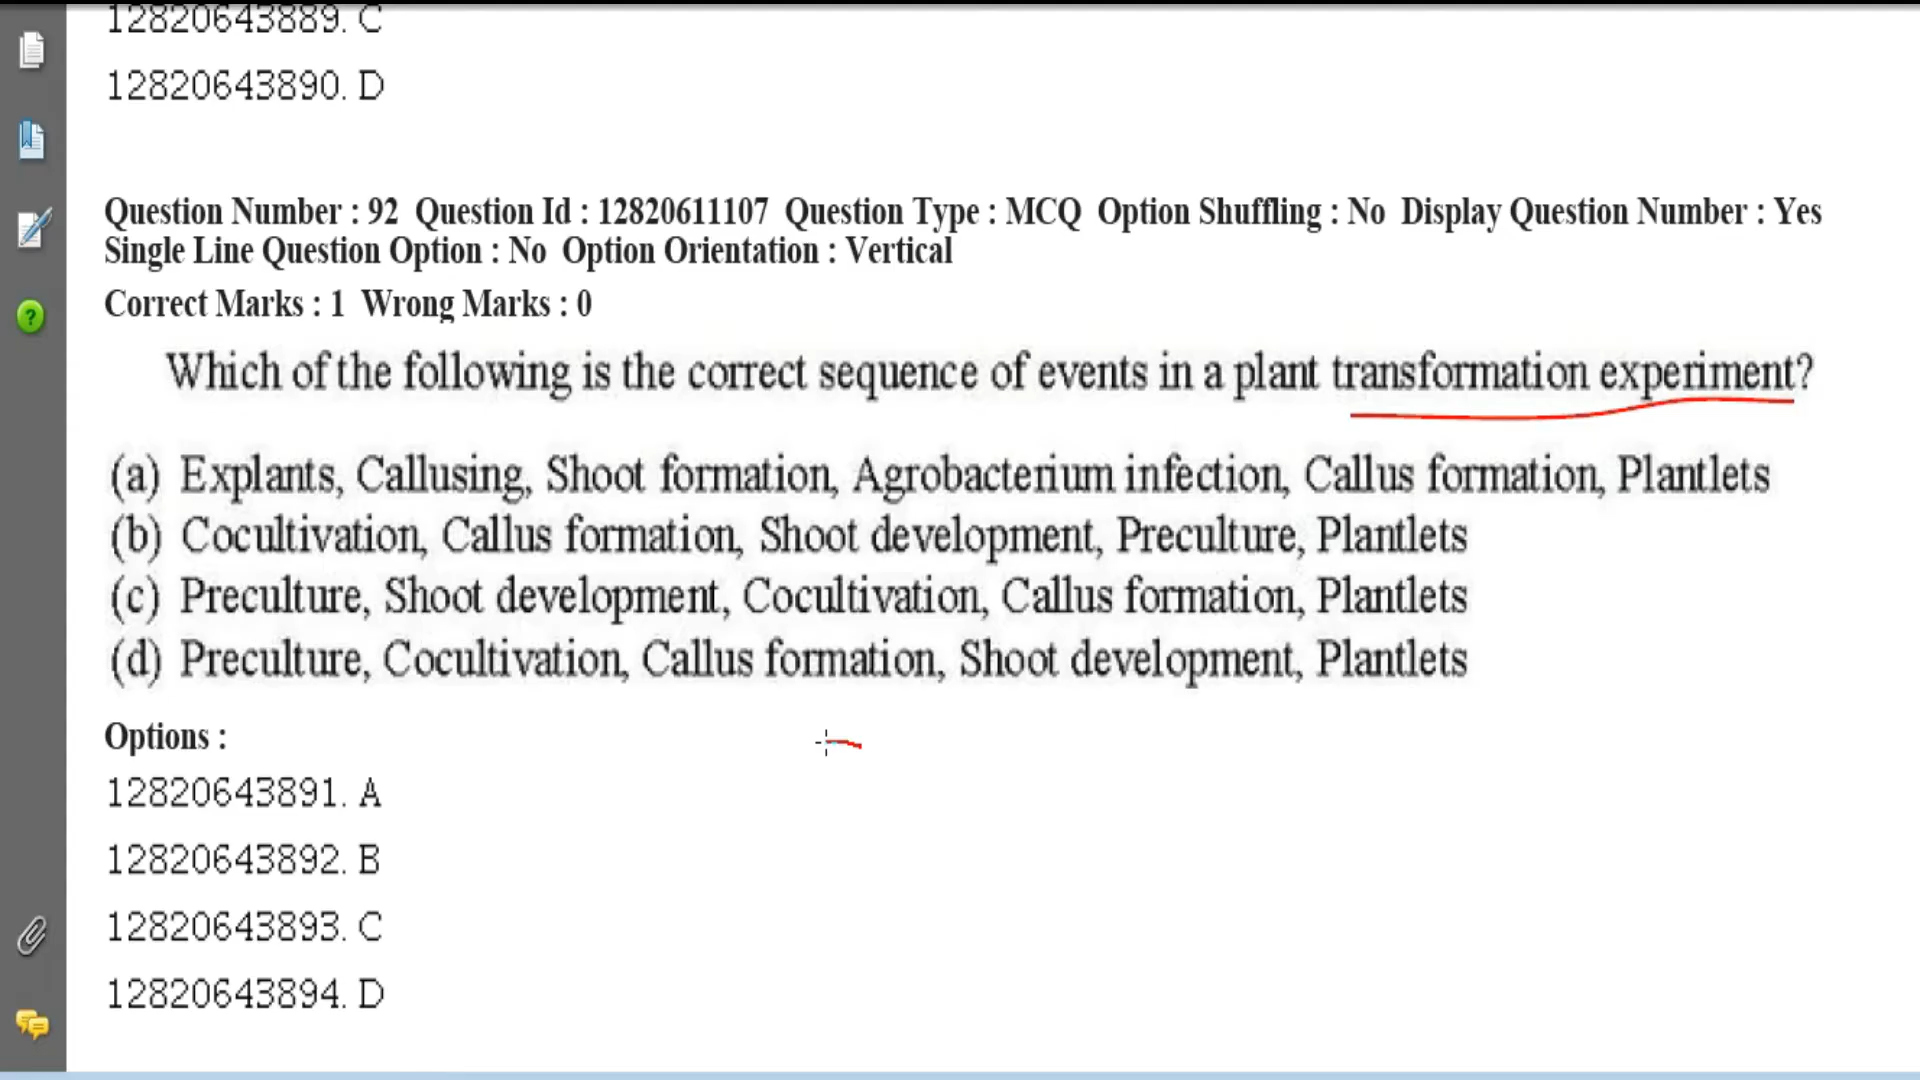 12820643889. C
12820643890. D
Question Number : 92 Question Id : 12820611107 Question Type : MCQ Option Shuffling : No Display Question Number : Yes
Single Line Question Option : No Option Orientation : Vertical
Correct Marks : 1 Wrong Marks : 0
Which of the following is the correct sequence of events in a plant transformation experiment?
(a) Explants, Callusing, Shoot formation, Agrobacterium infection, Callus formation, Plantlets
(b) Cocultivation, Callus formation, Shoot development, Preculture, Plantlets
(c) Preculture, Shoot development, Cocultivation, Callus formation, Plantlets
(d) Preculture, Cocultivation, Callus formation, Shoot development, Plantlets
Options :
12820643891. A
12820643892. B
12820643893. C
12820643894. D